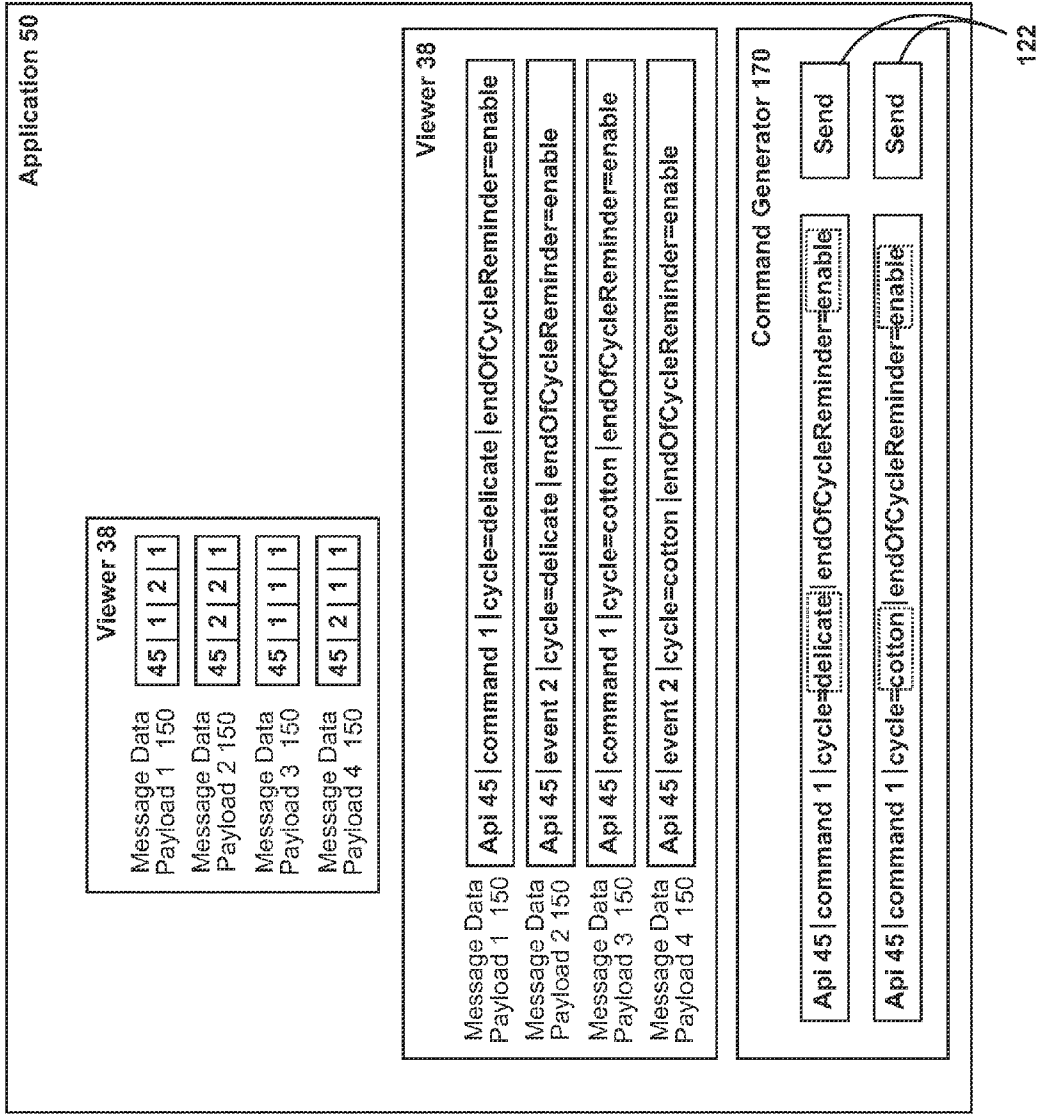 Application 50
Viewer 38
Message Data
Payload 1 150
45|1|2|1
Message Data
Payload 2 150
45|2|2|1
Message Data
Payload 3 150
45|1|1|1
Message Data
Payload 4 150
45|2|1|1
Viewer 38
Message Data
Payload 1 150
Api 45|command 1|cycle=delicate|endOfCycleReminder=enable
Message Data
Payload 2 150
Api 45|event 2|cycle=delicate|endOfCycleReminder=enable
Message Data
Payload 3 150
Api 45|command 1|cycle=cotton|endOfCycleReminder=enable
Message Data
Payload 4 150
Api 45|event 2|cycle=cotton|endOfCycleReminder=enable
Command Generator 170
Api 45|command 1|cycle=delicate|endOfCycleReminder=enable
Send
Api 45|command 1|cycle=cotton|endOfCycleReminder=enable
Send
122